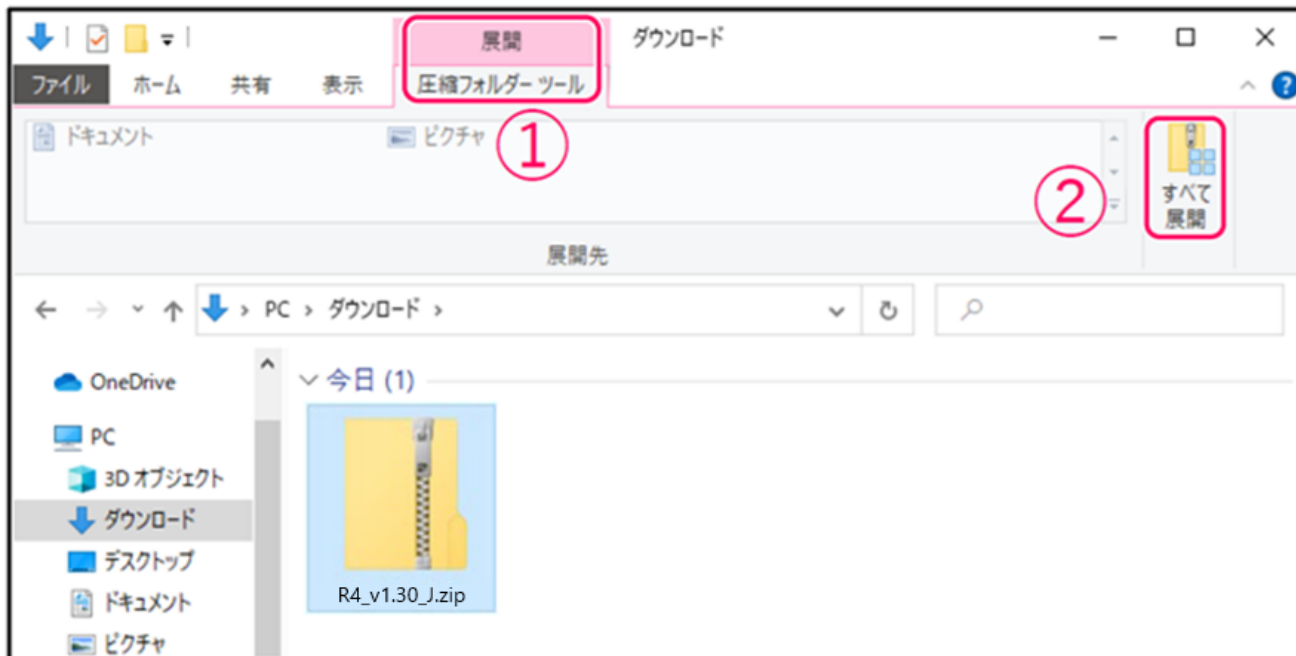 展開
ダウンロード
ファイル
ホーム
共有
表示
圧縮フォルダー ツール
?
ドキュメント
ピクチャ
①
②
すべて
展開
展開先
PC
ダウンロード
OneDrive
今日 (1)
PC
3D オブジェクト
ダウンロード
デスクトップ
ドキュメント
ピクチャ
R4_v1.30_J.zip